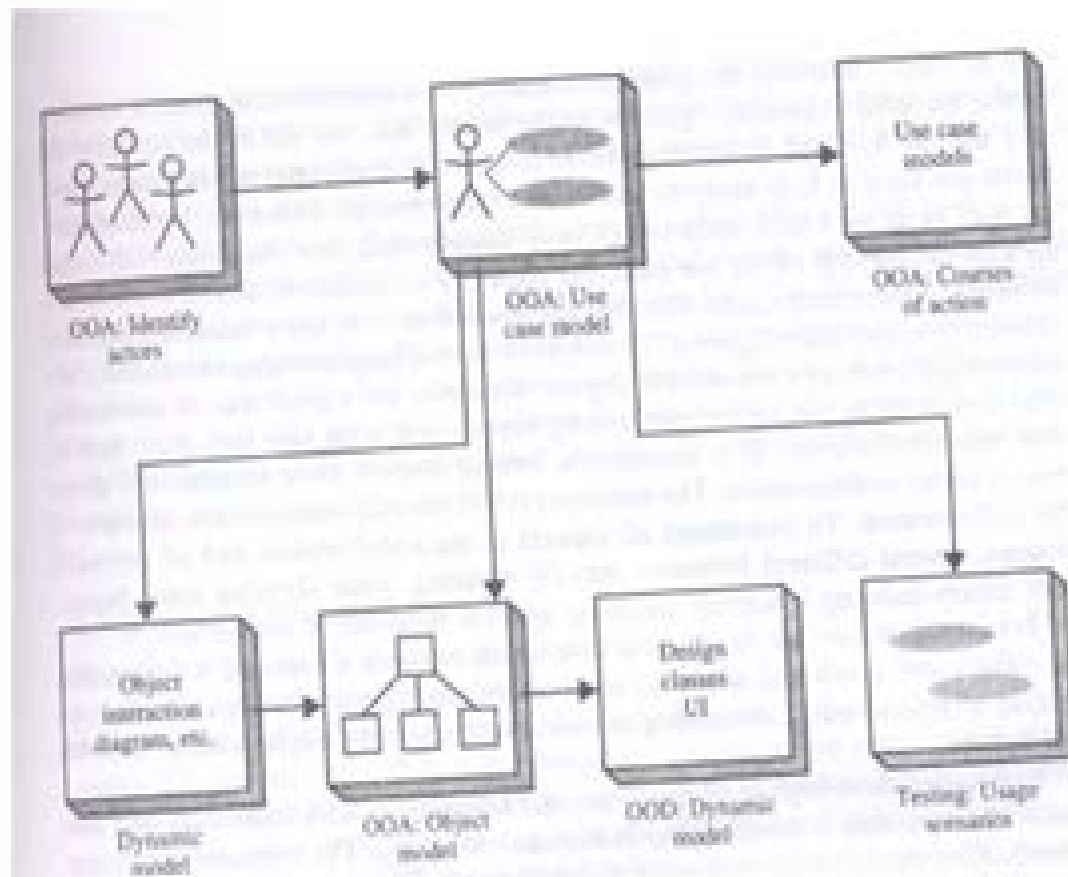 Use case
models
OOA: Identify
actors
OOA: Use
case model
OOA: Courses
of action
Object
instruction
diagram, etc.
Design
classes
UI
Dynamic
model
OOA: Object
model
OOD: Dynamic
model
Testing: Usage
scenarios